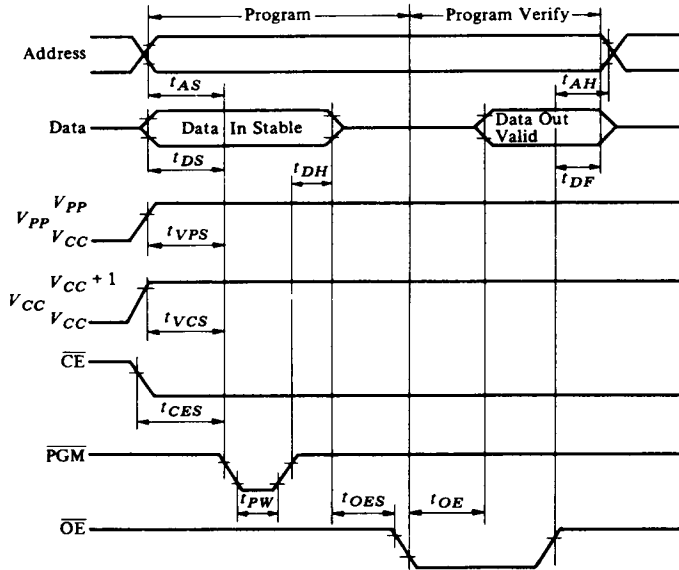 Program Program Verify
Address
tAS tAH
Data Data In Stable Data Out
Valid
tDS tDH tDF
VPP
VPP
VCC
tVPS
VCC + 1
VCC
VCC
tVCS
CE
tCES
PGM
tPW tOES tOE
OE